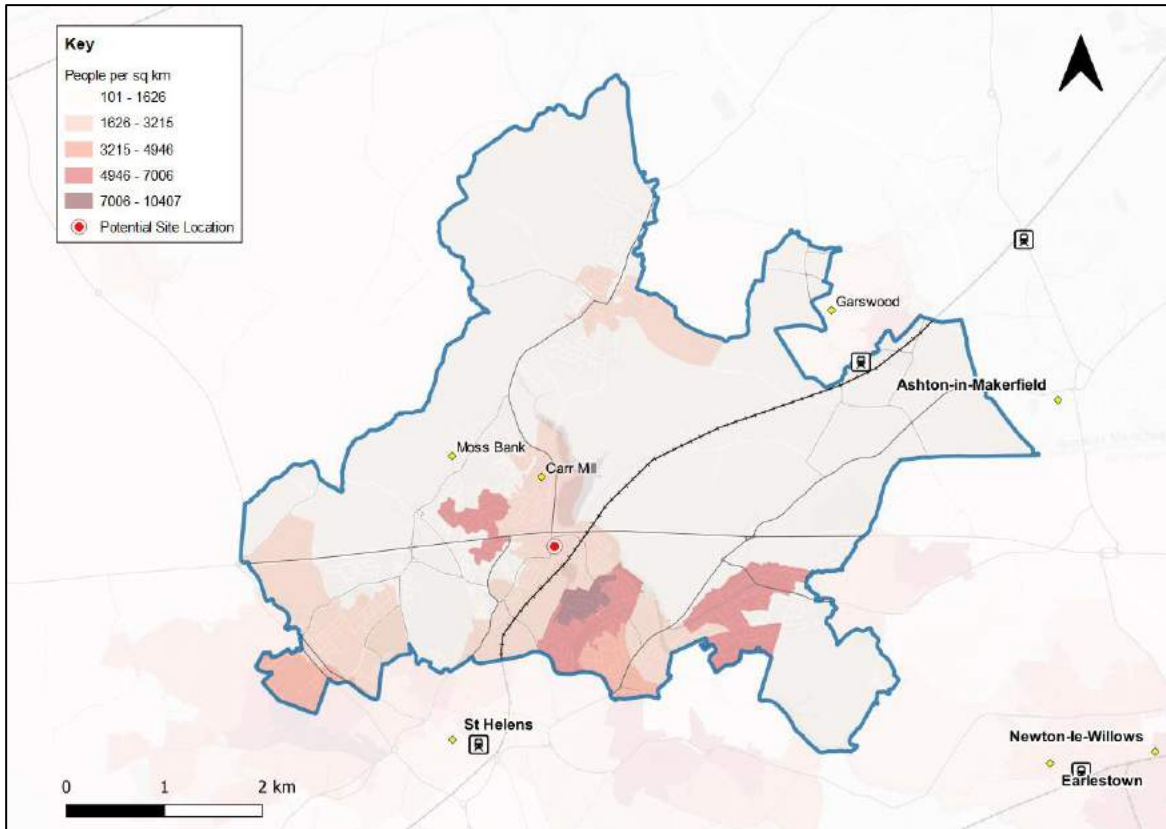 Key
People per sq km
101 - 1626
1626 - 3215
3215 - 4946
4946 - 7006
7006 - 10407
Potential Site Location
Garswood
Ashton-in-Makerfield
Moss Bank
Carr Mill
St Helens
Newton-le-Willows
Earlestown
0 1 2 km